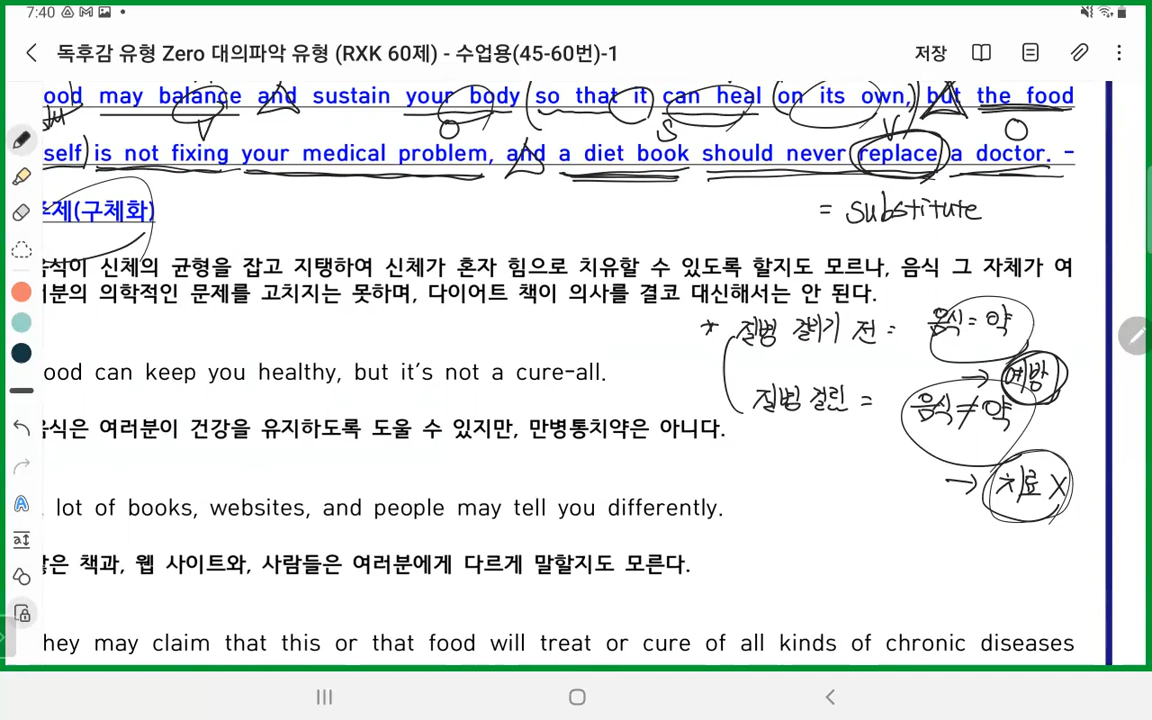 7:40
독후감 유형 Zero 대의파악 유형 (RXK 60제) - 수업용(45-60번)-1
저장
ood may balance and sustain your body (so that it can heal (on its own,) but the food
S
V
O
V
O
self) is not fixing your medical problem, and a diet book should never replace a doctor. -
= substitute
주제(구체화)
음식이 신체의 균형을 잡고 지탱하여 신체가 혼자 힘으로 치유할 수 있도록 할지도 모르나, 음식 그 자체가 여
러분의 의학적인 문제를 고치지는 못하며, 다이어트 책이 의사를 결코 대신해서는 안 된다.
* 질병 걸리기 전 = 음식 = 약
→ 예방
ood can keep you healthy, but it's not a cure-all.
질병 걸린 = 음식 ≠ 약
음식은 여러분이 건강을 유지하도록 도울 수 있지만, 만병통치약은 아니다.
→ 치료 X
lot of books, websites, and people may tell you differently.
많은 책과, 웹 사이트와, 사람들은 여러분에게 다르게 말할지도 모른다.
hey may claim that this or that food will treat or cure of all kinds of chronic diseases